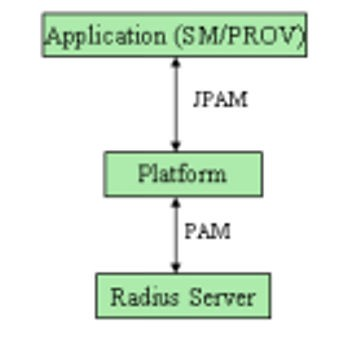 Application (SM/PROV)
JPAM
Platform
PAM
Radius Server